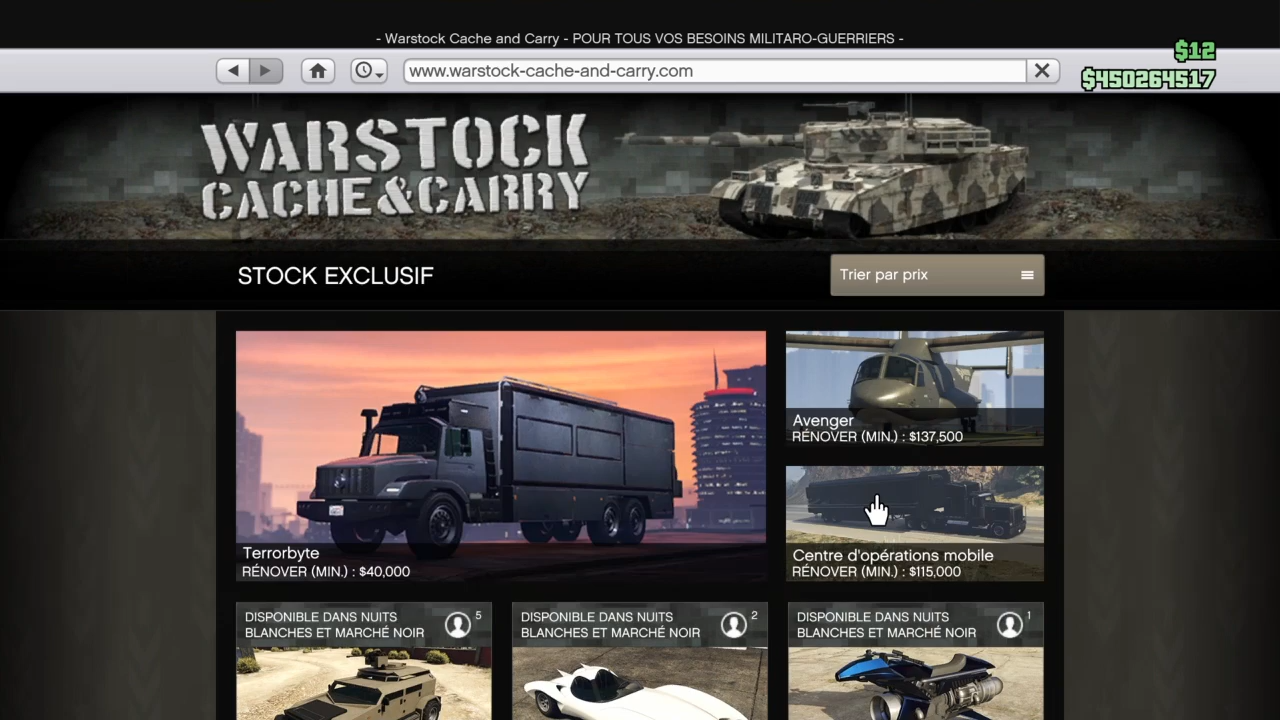 - Warstock Cache and Carry - POUR TOUS VOS BESOINS MILITARO-GUERRIERS -
$12
www.warstock-cache-and-carry.com
$450264517
WARSTOCK
CACHE&CARRY
STOCK EXCLUSIF
Trier par prix
Avenger
RÉNOVER (MIN.) : $137,500
Terrorbyte
RÉNOVER (MIN.) : $40,000
Centre d'opérations mobile
RÉNOVER (MIN.) : $115,000
DISPONIBLE DANS NUITS
BLANCHES ET MARCHÉ NOIR
5
DISPONIBLE DANS NUITS
BLANCHES ET MARCHÉ NOIR
2
DISPONIBLE DANS NUITS
BLANCHES ET MARCHÉ NOIR
1